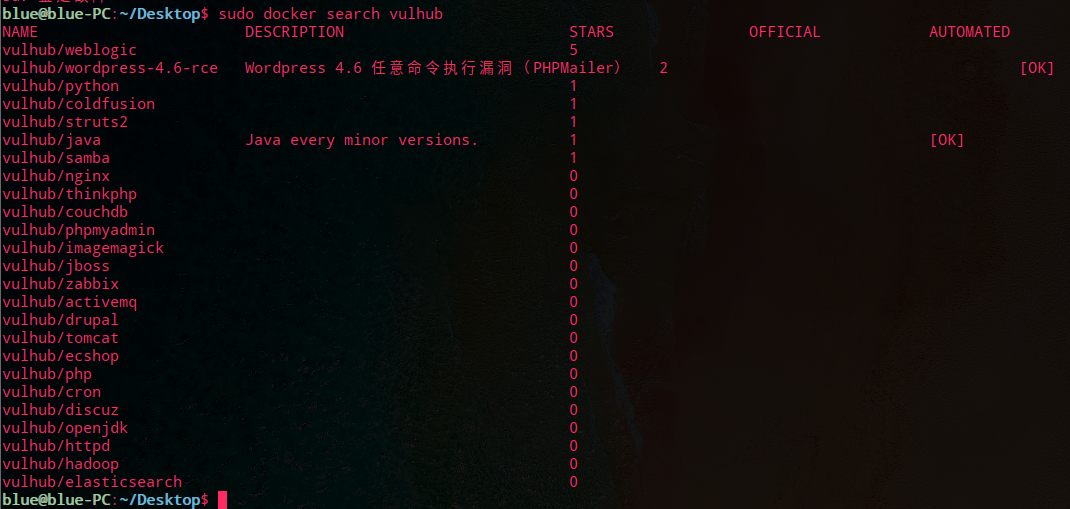 blue@blue-PC:~/Desktop$ sudo docker search vulhub
NAME DESCRIPTION STARS OFFICIAL AUTOMATED
vulhub/weblogic 5
vulhub/wordpress-4.6-rce Wordpress 4.6 任意命令执行漏洞（PHPMailer） 2 [OK]
vulhub/python 1
vulhub/coldfusion 1
vulhub/struts2 1
vulhub/java Java every minor versions. 1 [OK]
vulhub/samba 1
vulhub/nginx 0
vulhub/thinkphp 0
vulhub/couchdb 0
vulhub/phpmyadmin 0
vulhub/imagemagick 0
vulhub/jboss 0
vulhub/zabbix 0
vulhub/activemq 0
vulhub/drupal 0
vulhub/tomcat 0
vulhub/ecshop 0
vulhub/php 0
vulhub/cron 0
vulhub/discuz 0
vulhub/openjdk 0
vulhub/httpd 0
vulhub/hadoop 0
vulhub/elasticsearch 0
blue@blue-PC:~/Desktop$